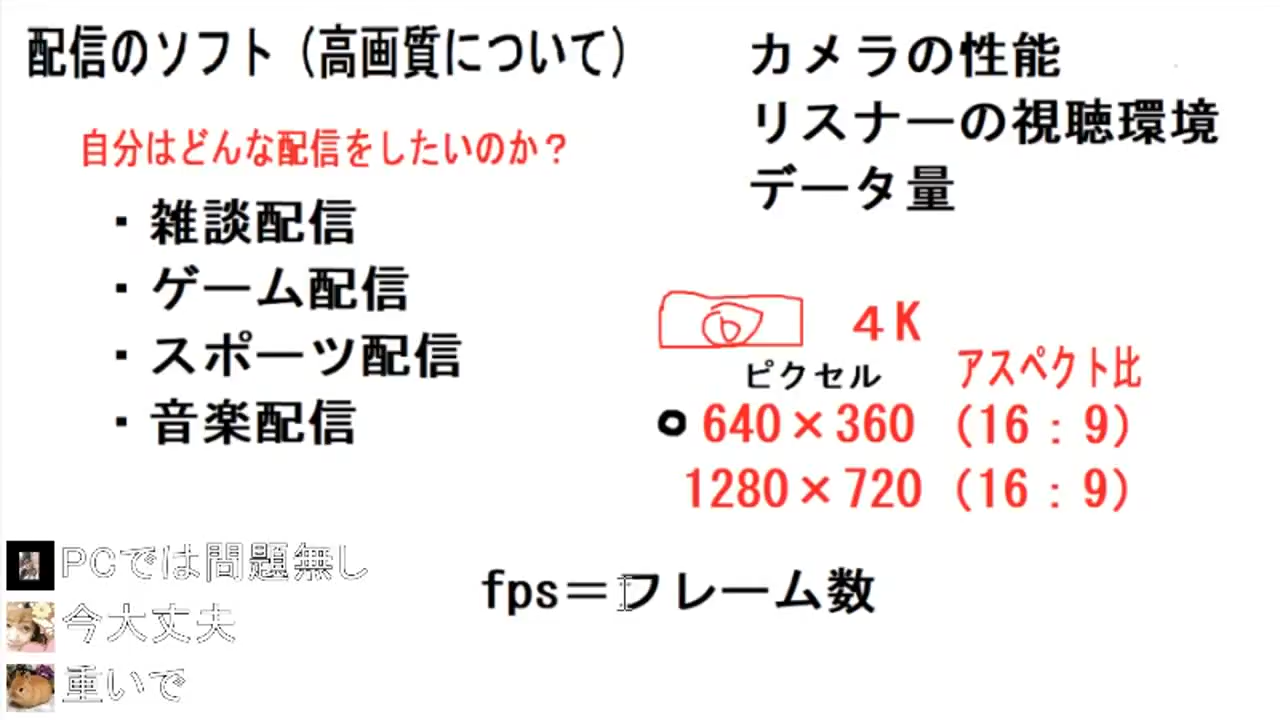 配信のソフト（高画質について）
自分はどんな配信をしたいのか？
・雑談配信
・ゲーム配信
・スポーツ配信
・音楽配信
カメラの性能
リスナーの視聴環境
データ量
４K
ピクセル アスペクト比
640×360（16：9）
1280×720（16：9）
fps＝フレーム数
PCでは問題無し
今大丈夫
重いで